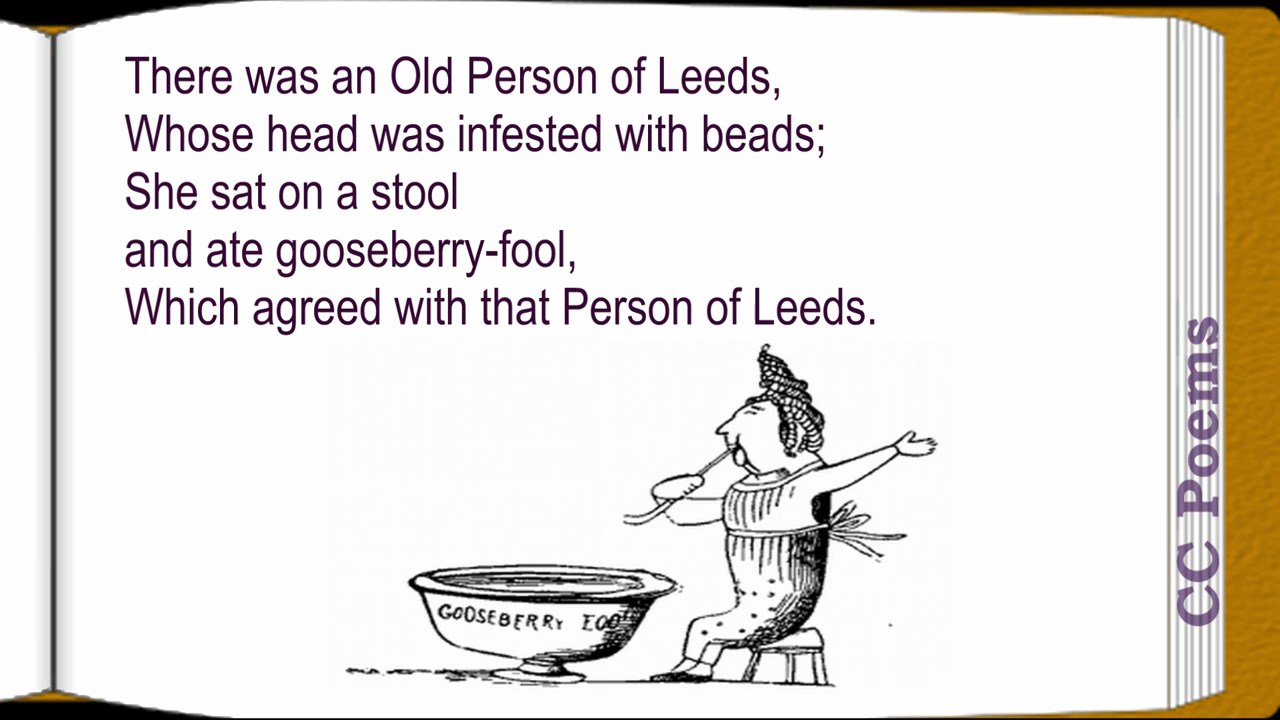 There was an Old Person of Leeds,
Whose head was infested with beads;
She sat on a stool
and ate gooseberry-fool,
Which agreed with that Person of Leeds.
GOOSEBERRY FOO
CC Poems